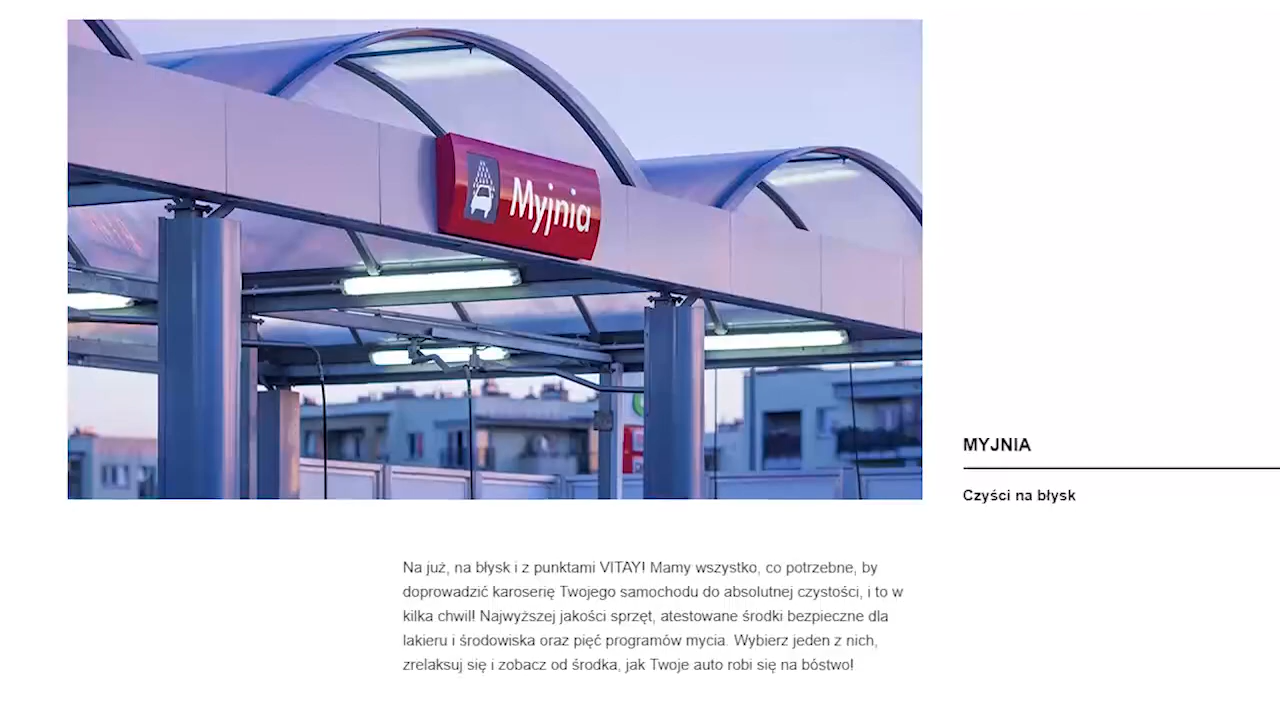 Myjnia
MYJNIA
Czyści na błysk
Na już, na błysk i z punktami VITAY! Mamy wszystko, co potrzebne, by
doprowadzić karoserię Twojego samochodu do absolutnej czystości, i to w
kilka chwil! Najwyższej jakości sprzęt, atestowane środki bezpieczne dla
lakieru i środowiska oraz pięć programów mycia. Wybierz jeden z nich,
zrelaksuj się i zobacz od środka, jak Twoje auto robi się na bóstwo!